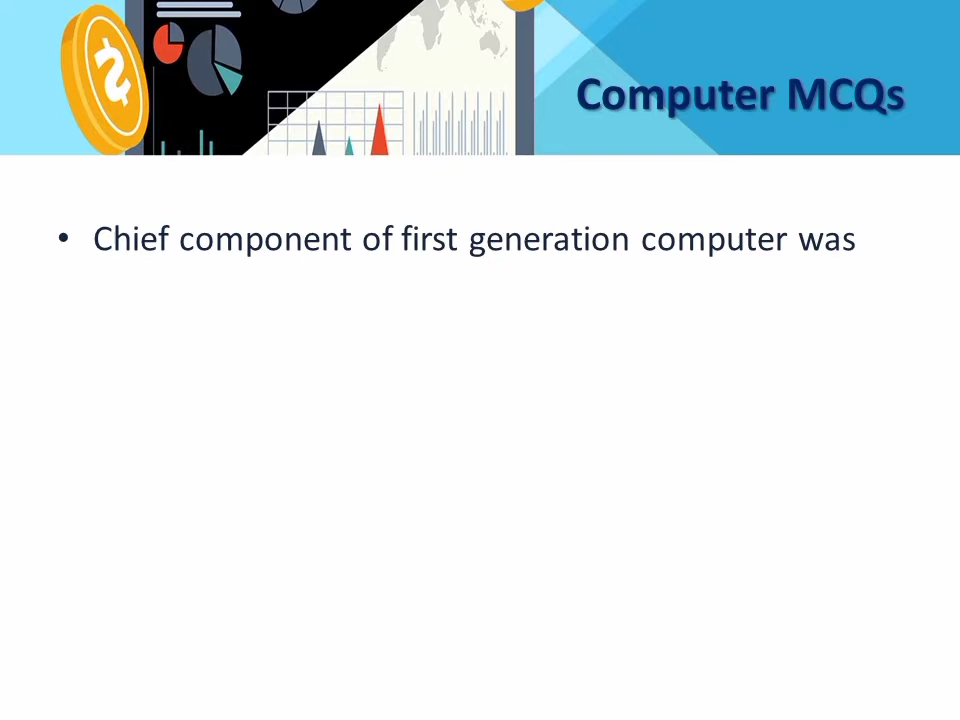 Computer MCQs
• Chief component of first generation computer was